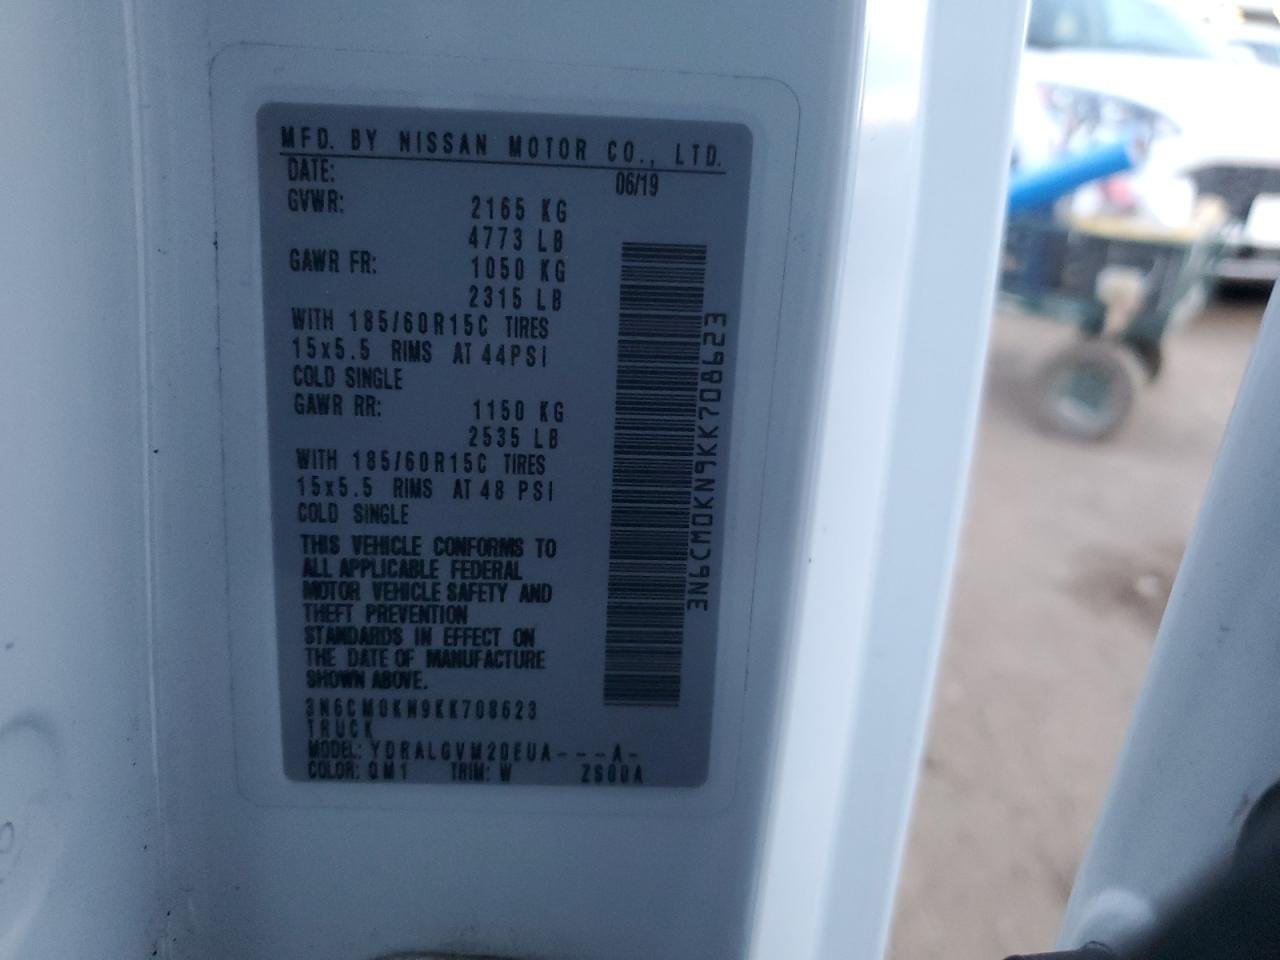 MFD. BY NISSAN MOTOR CO., LTD.
DATE: 06/19
GVWR: 2165 KG
4773 LB
GAWR FR: 1050 KG
2315 LB
WITH 185/60R15C TIRES
15x5.5 RIMS AT 44PSI
COLD SINGLE
GAWR RR: 1150 KG
2535 LB
WITH 185/60R15C TIRES
15x5.5 RIMS AT 48 PSI
COLD SINGLE
THIS VEHICLE CONFORMS TO
ALL APPLICABLE FEDERAL
MOTOR VEHICLE SAFETY AND
THEFT PREVENTION
STANDARDS IN EFFECT ON
THE DATE OF MANUFACTURE
SHOWN ABOVE.
3N6CM0KN9KK708623
TRUCK
MODEL: YDRALGVM20EUA---A-
COLOR: QM1 TRIM: W ZS00A
3N6CM0KN9KK708623